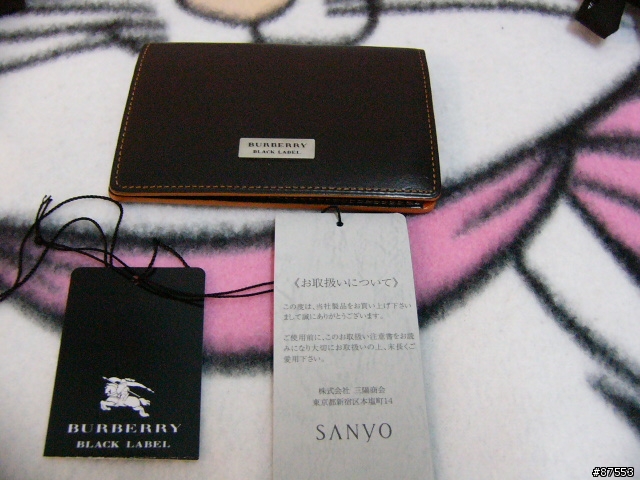 BURBERRY
BLACK LABEL
《お取扱いについて》
この度は、当社製品をお買い上げ下さい
まして誠にありがとうございます。
ご使用前に、このお取扱い注意書をお読
みになり大切にお取扱いの上、末長くご
愛用下さい。
株式会社 三陽商会
東京都新宿区本塩町14
SANYO
BURBERRY
BLACK LABEL
#87553